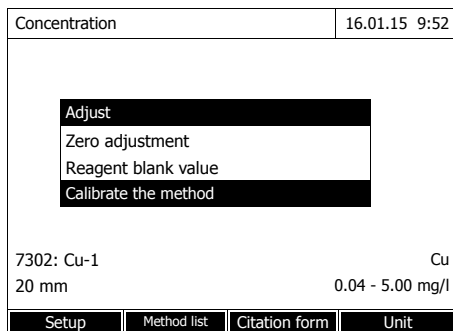 Concentration 16.01.15 9:52
Adjust
Zero adjustment
Reagent blank value
Calibrate the method
7302: Cu-1 Cu
20 mm 0.04 - 5.00 mg/l
Setup Method list Citation form Unit